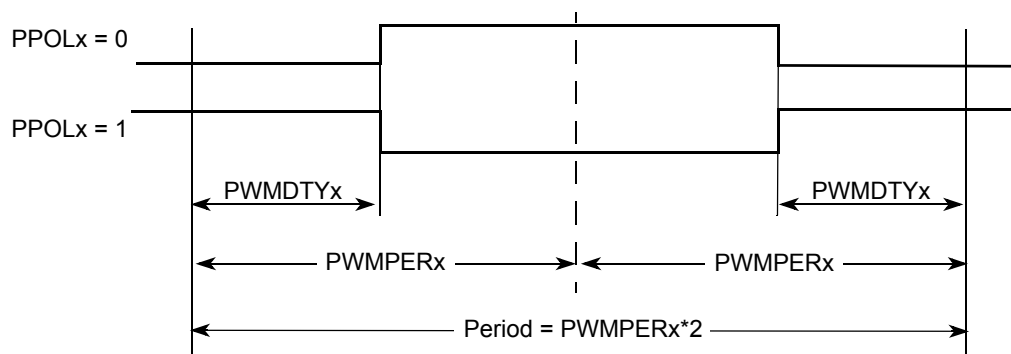 PPOLx = 0
PPOLx = 1
PWMDTYx
PWMDTYx
PWMPERx
PWMPERx
Period = PWMPERx*2